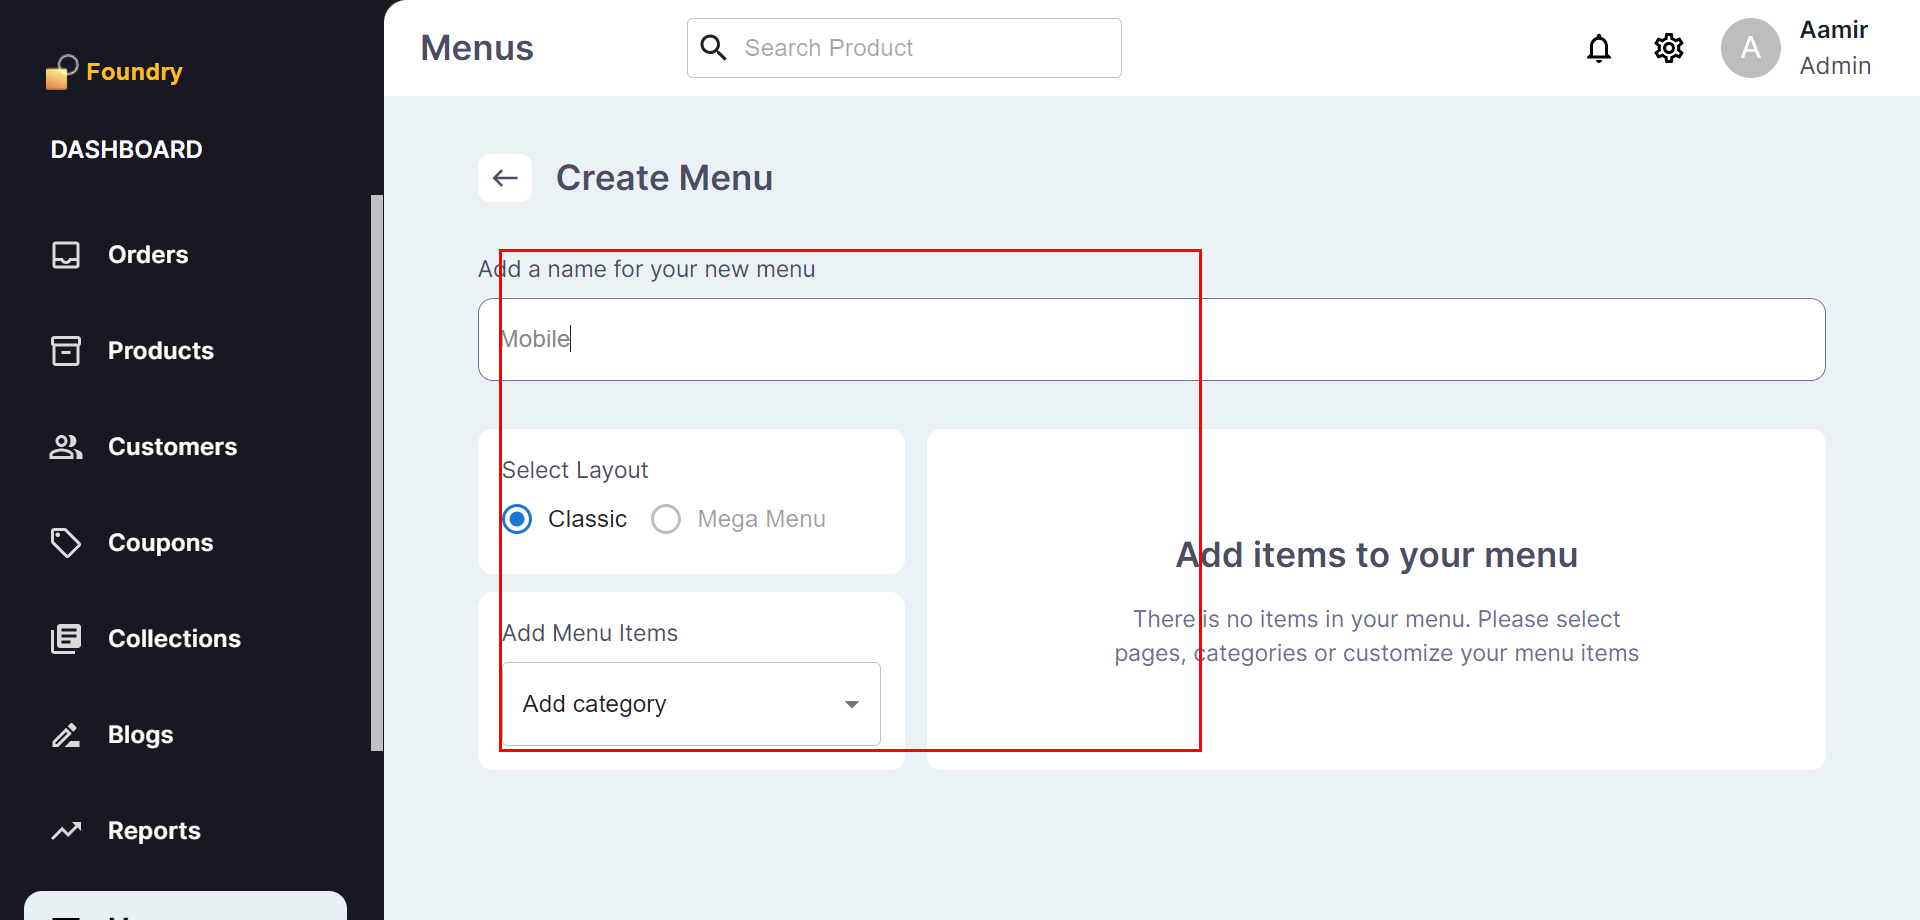 Foundry
DASHBOARD
Orders
Products
Customers
Coupons
Collections
Blogs
Reports
Menus
Search Product
A
Aamir
Admin
Create Menu
Add a name for your new menu
Mobile
Select Layout
Classic Mega Menu
Add Menu Items
Add category
Add items to your menu
There is no items in your menu. Please select
pages, categories or customize your menu items